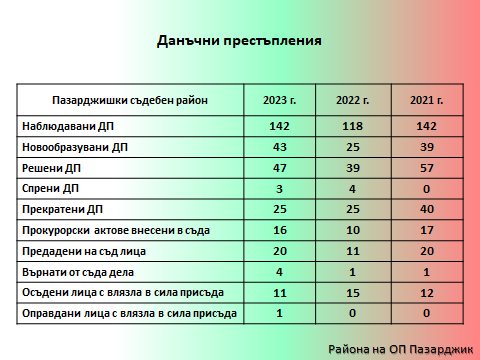 Данъчни престъпления
Пазарджишки съдебен район 2023 г. 2022 г. 2021 г.
Наблюдавани ДП 142 118 142
Новообразувани ДП 43 25 39
Решени ДП 47 39 57
Спрени ДП 3 4 0
Прекратени ДП 25 25 40
Прокурорски актове внесени в съда 16 10 17
Предадени на съд лица 20 11 20
Върнати от съда дела 4 1 1
Осъдени лица с влязла в сила присъда 11 15 12
Оправдани лица с влязла в сила присъда 1 0 0
Района на ОП Пазарджик